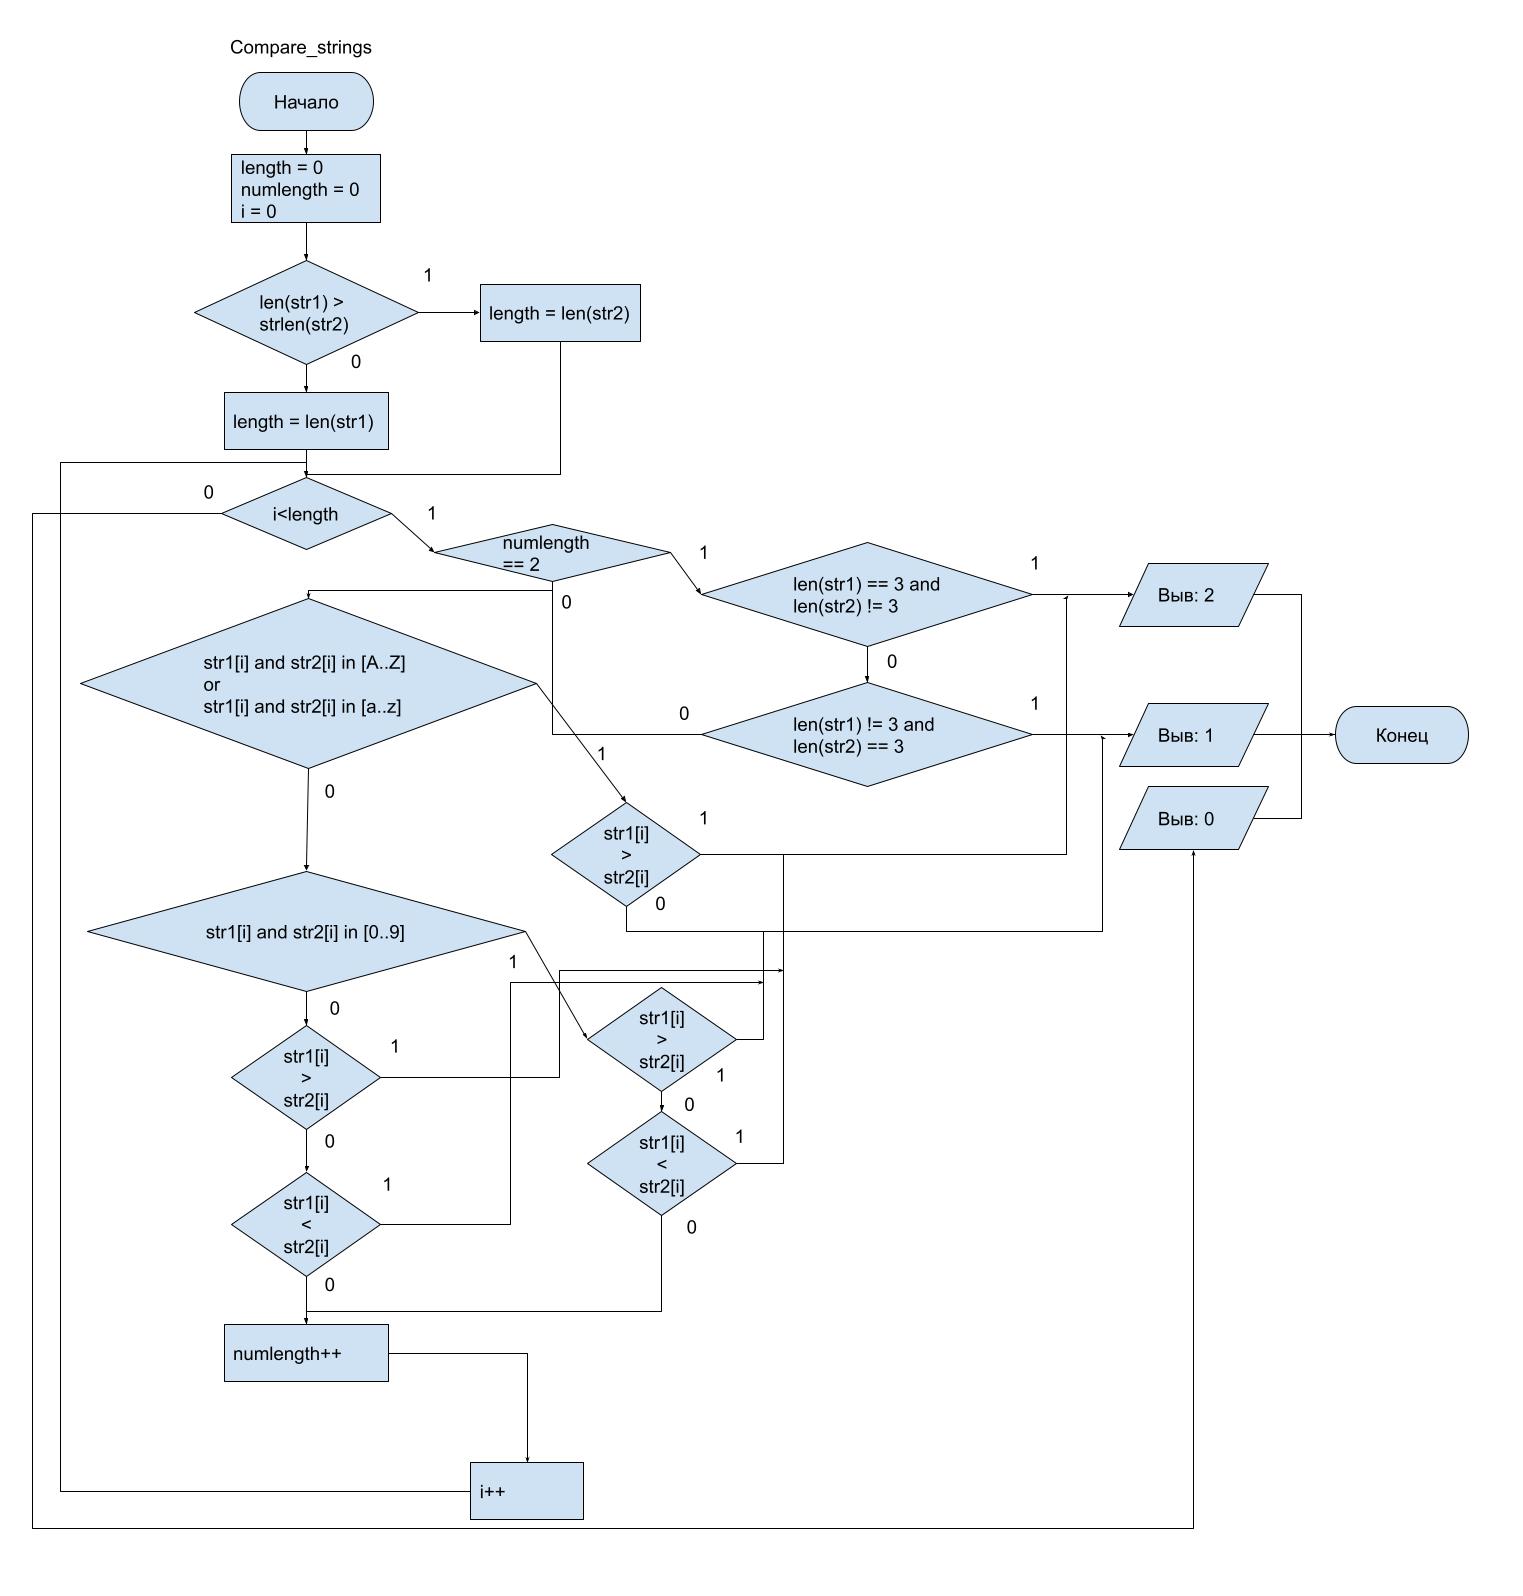 Compare_strings
Начало
length = 0
numlength = 0
i = 0
1
len(str1) >
strlen(str2)
length = len(str2)
0
length = len(str1)
0
i<length
1
numlength
== 2
1
0
len(str1) == 3 and
len(str2) != 3
1
Выв: 2
0
str1[i] and str2[i] in [A..Z]
or
str1[i] and str2[i] in [a..z]
0
len(str1) != 3 and
len(str2) == 3
1
Выв: 1
Конец
1
0
str1[i]
>
str2[i]
1
0
Выв: 0
str1[i] and str2[i] in [0..9]
1
0
str1[i]
>
str2[i]
1
0
str1[i]
>
str2[i]
1
0
str1[i]
<
str2[i]
1
0
str1[i]
<
str2[i]
1
0
numlength++
i++